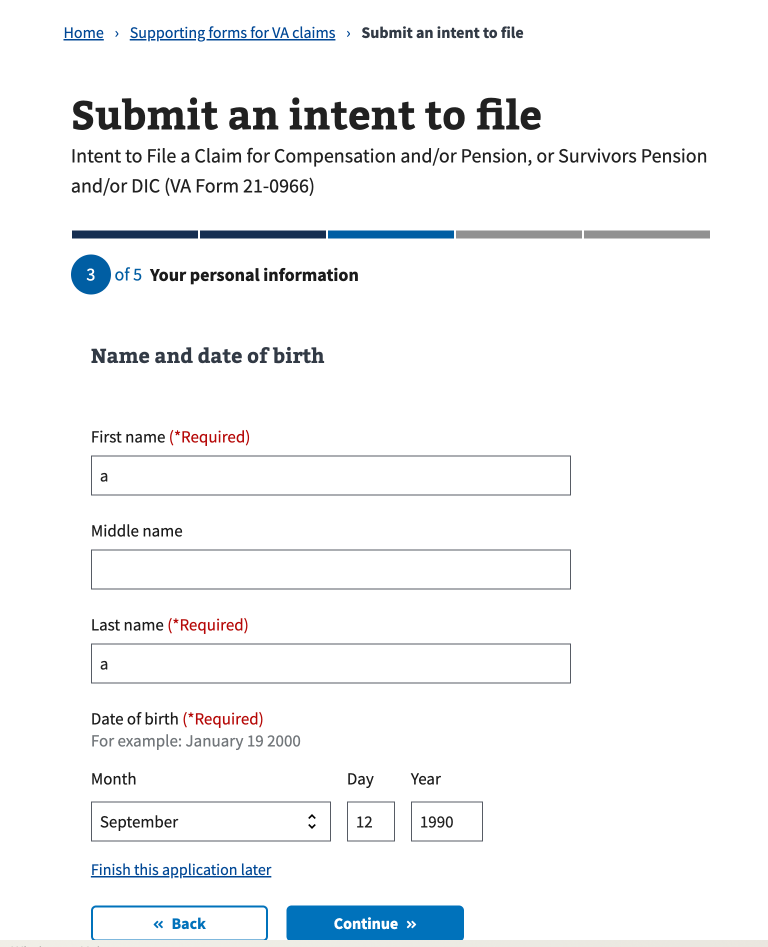 Home › Supporting forms for VA claims › Submit an intent to file
Submit an intent to file
Intent to File a Claim for Compensation and/or Pension, or Survivors Pension
and/or DIC (VA Form 21-0966)
3 of 5 Your personal information
Name and date of birth
First name (*Required)
a
Middle name
Last name (*Required)
a
Date of birth (*Required)
For example: January 19 2000
Month Day Year
September 12 1990
Finish this application later
« Back Continue »